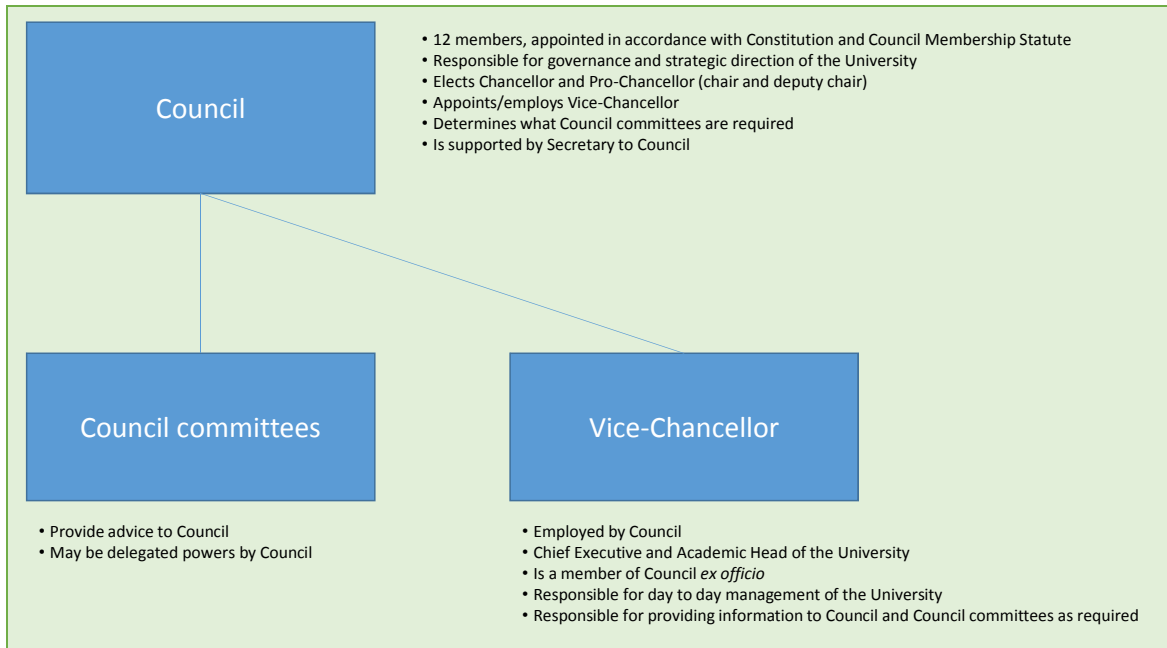 Council
• 12 members, appointed in accordance with Constitution and Council Membership Statute
• Responsible for governance and strategic direction of the University
• Elects Chancellor and Pro-Chancellor (chair and deputy chair)
• Appoints/employs Vice-Chancellor
• Determines what Council committees are required
• Is supported by Secretary to Council
Council committees
• Provide advice to Council
• May be delegated powers by Council
Vice-Chancellor
• Employed by Council
• Chief Executive and Academic Head of the University
• Is a member of Council ex officio
• Responsible for day to day management of the University
• Responsible for providing information to Council and Council committees as required